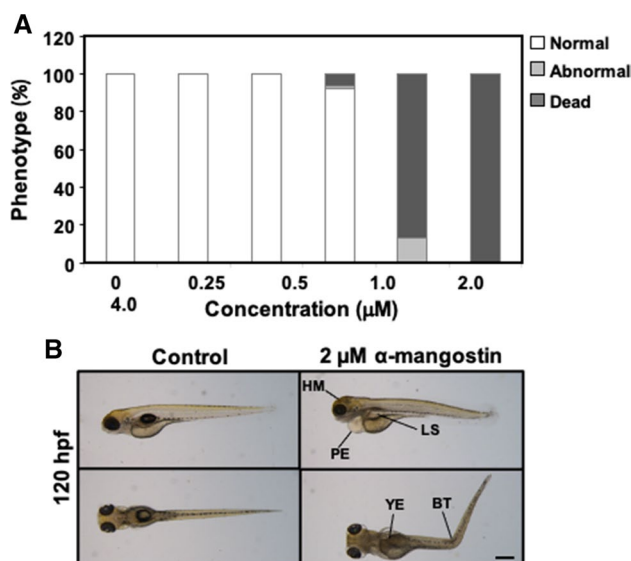 A
120
100
80
60
40
20
0
Phenotype (%)
Normal
Abnormal
Dead
0 0.25 0.5 1.0 2.0
4.0
Concentration (μM)
B
Control 2 μM α-mangostin
120 hpf
HM
LS
PE
YE BT